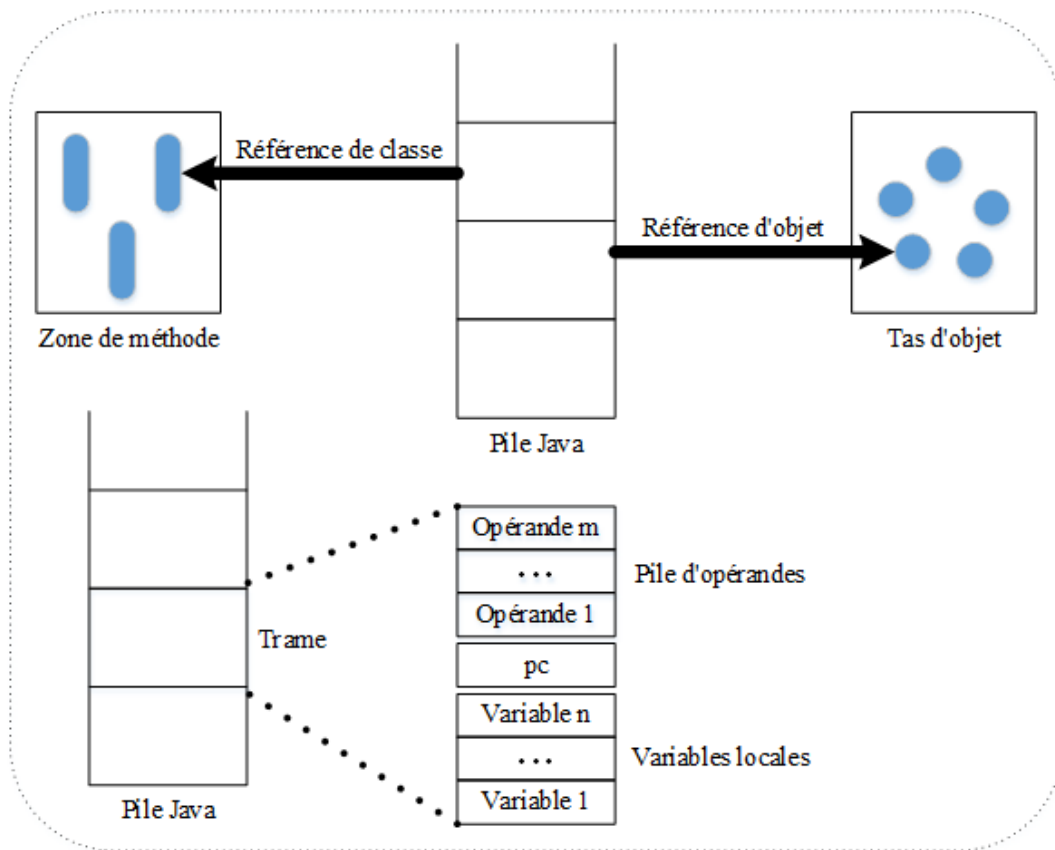 Référence de classe
Référence d'objet
Zone de méthode
Tas d'objet
Pile Java
Opérande m
...
Pile d'opérandes
Opérande 1
Trame
pc
Variable n
...
Variables locales
Variable 1
Pile Java